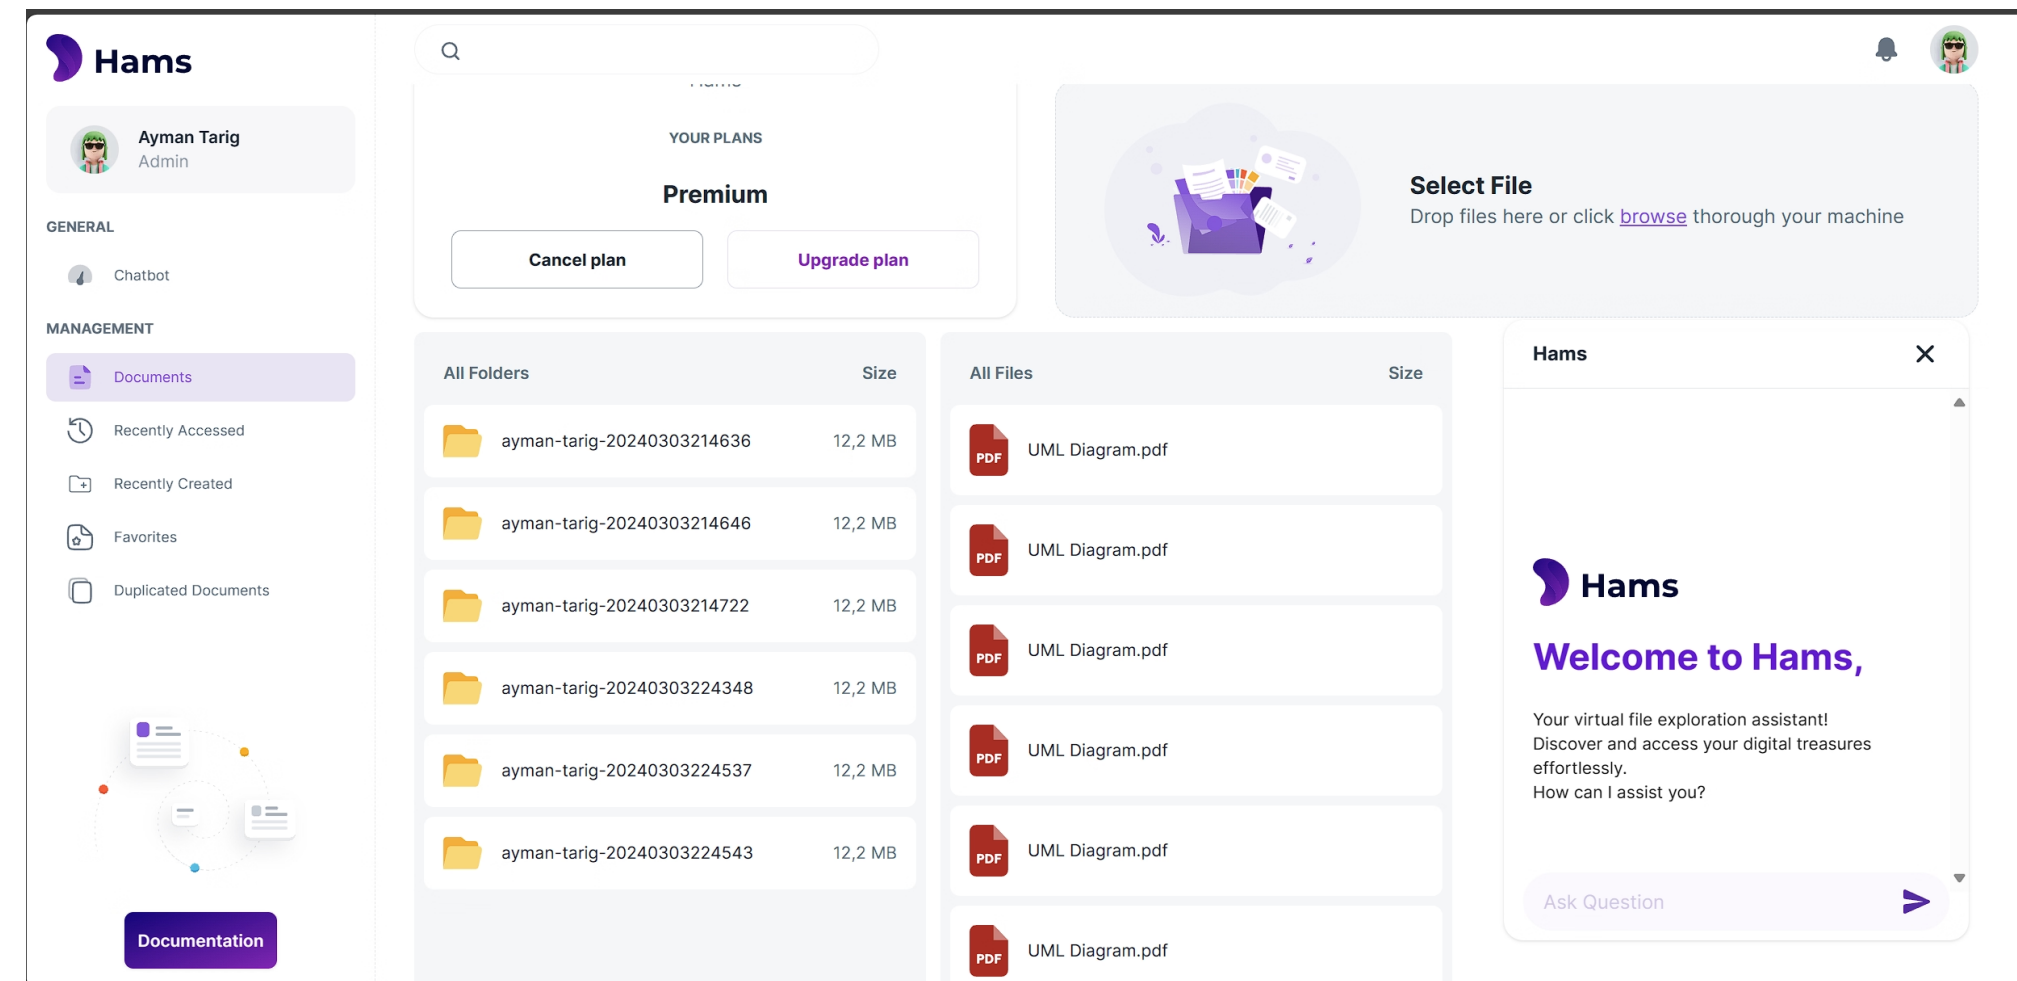 Hams
Ayman Tarig
Admin
GENERAL
Chatbot
MANAGEMENT
Documents
Recently Accessed
Recently Created
Favorites
Duplicated Documents
Documentation
YOUR PLANS
Premium
Cancel plan
Upgrade plan
Select File
Drop files here or click browse thorough your machine
All Folders Size
ayman-tarig-20240303214636 12,2 MB
ayman-tarig-20240303214646 12,2 MB
ayman-tarig-20240303214722 12,2 MB
ayman-tarig-20240303224348 12,2 MB
ayman-tarig-20240303224537 12,2 MB
ayman-tarig-20240303224543 12,2 MB
All Files Size
PDF UML Diagram.pdf
PDF UML Diagram.pdf
PDF UML Diagram.pdf
PDF UML Diagram.pdf
PDF UML Diagram.pdf
PDF UML Diagram.pdf
Hams
Hams
Welcome to Hams,
Your virtual file exploration assistant!
Discover and access your digital treasures
effortlessly.
How can I assist you?
Ask Question